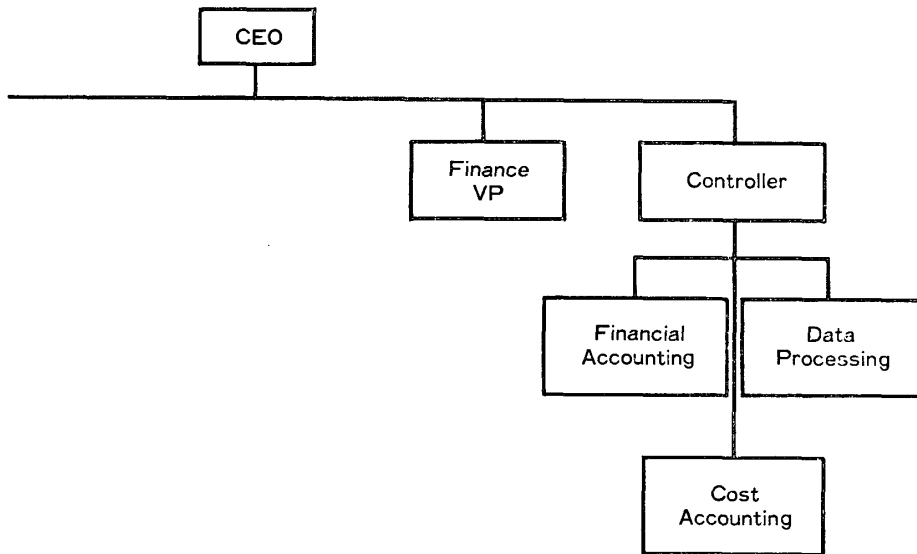 CEO
Finance
VP
Controller
Financial
Accounting
Data
Processing
Cost
Accounting